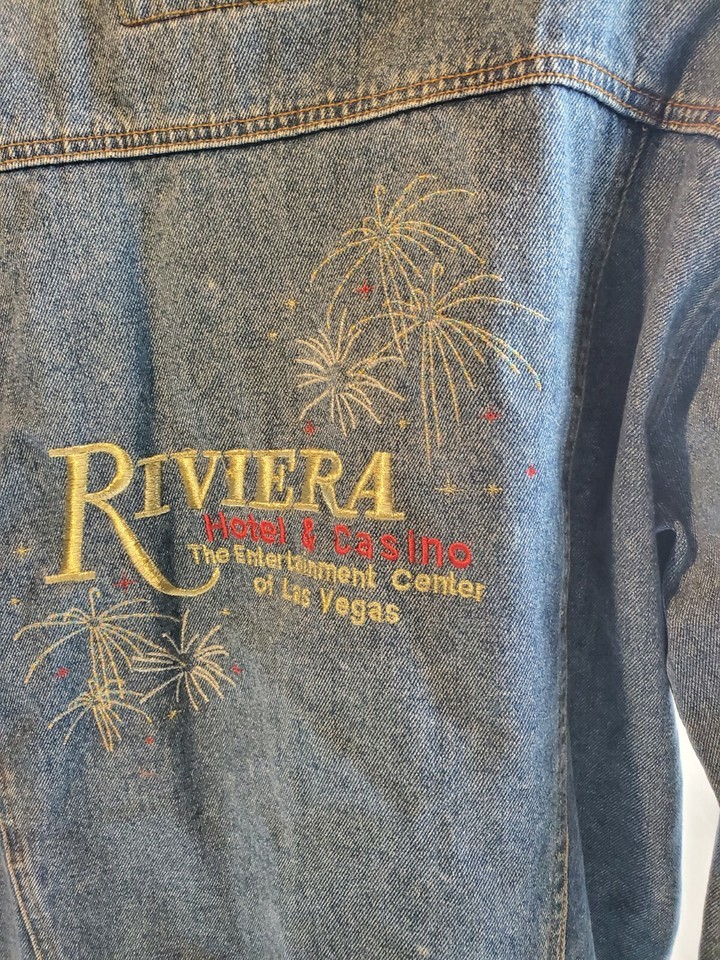 RIVIERA
Hotel & Casino
The Entertainment Center
of Las Vegas